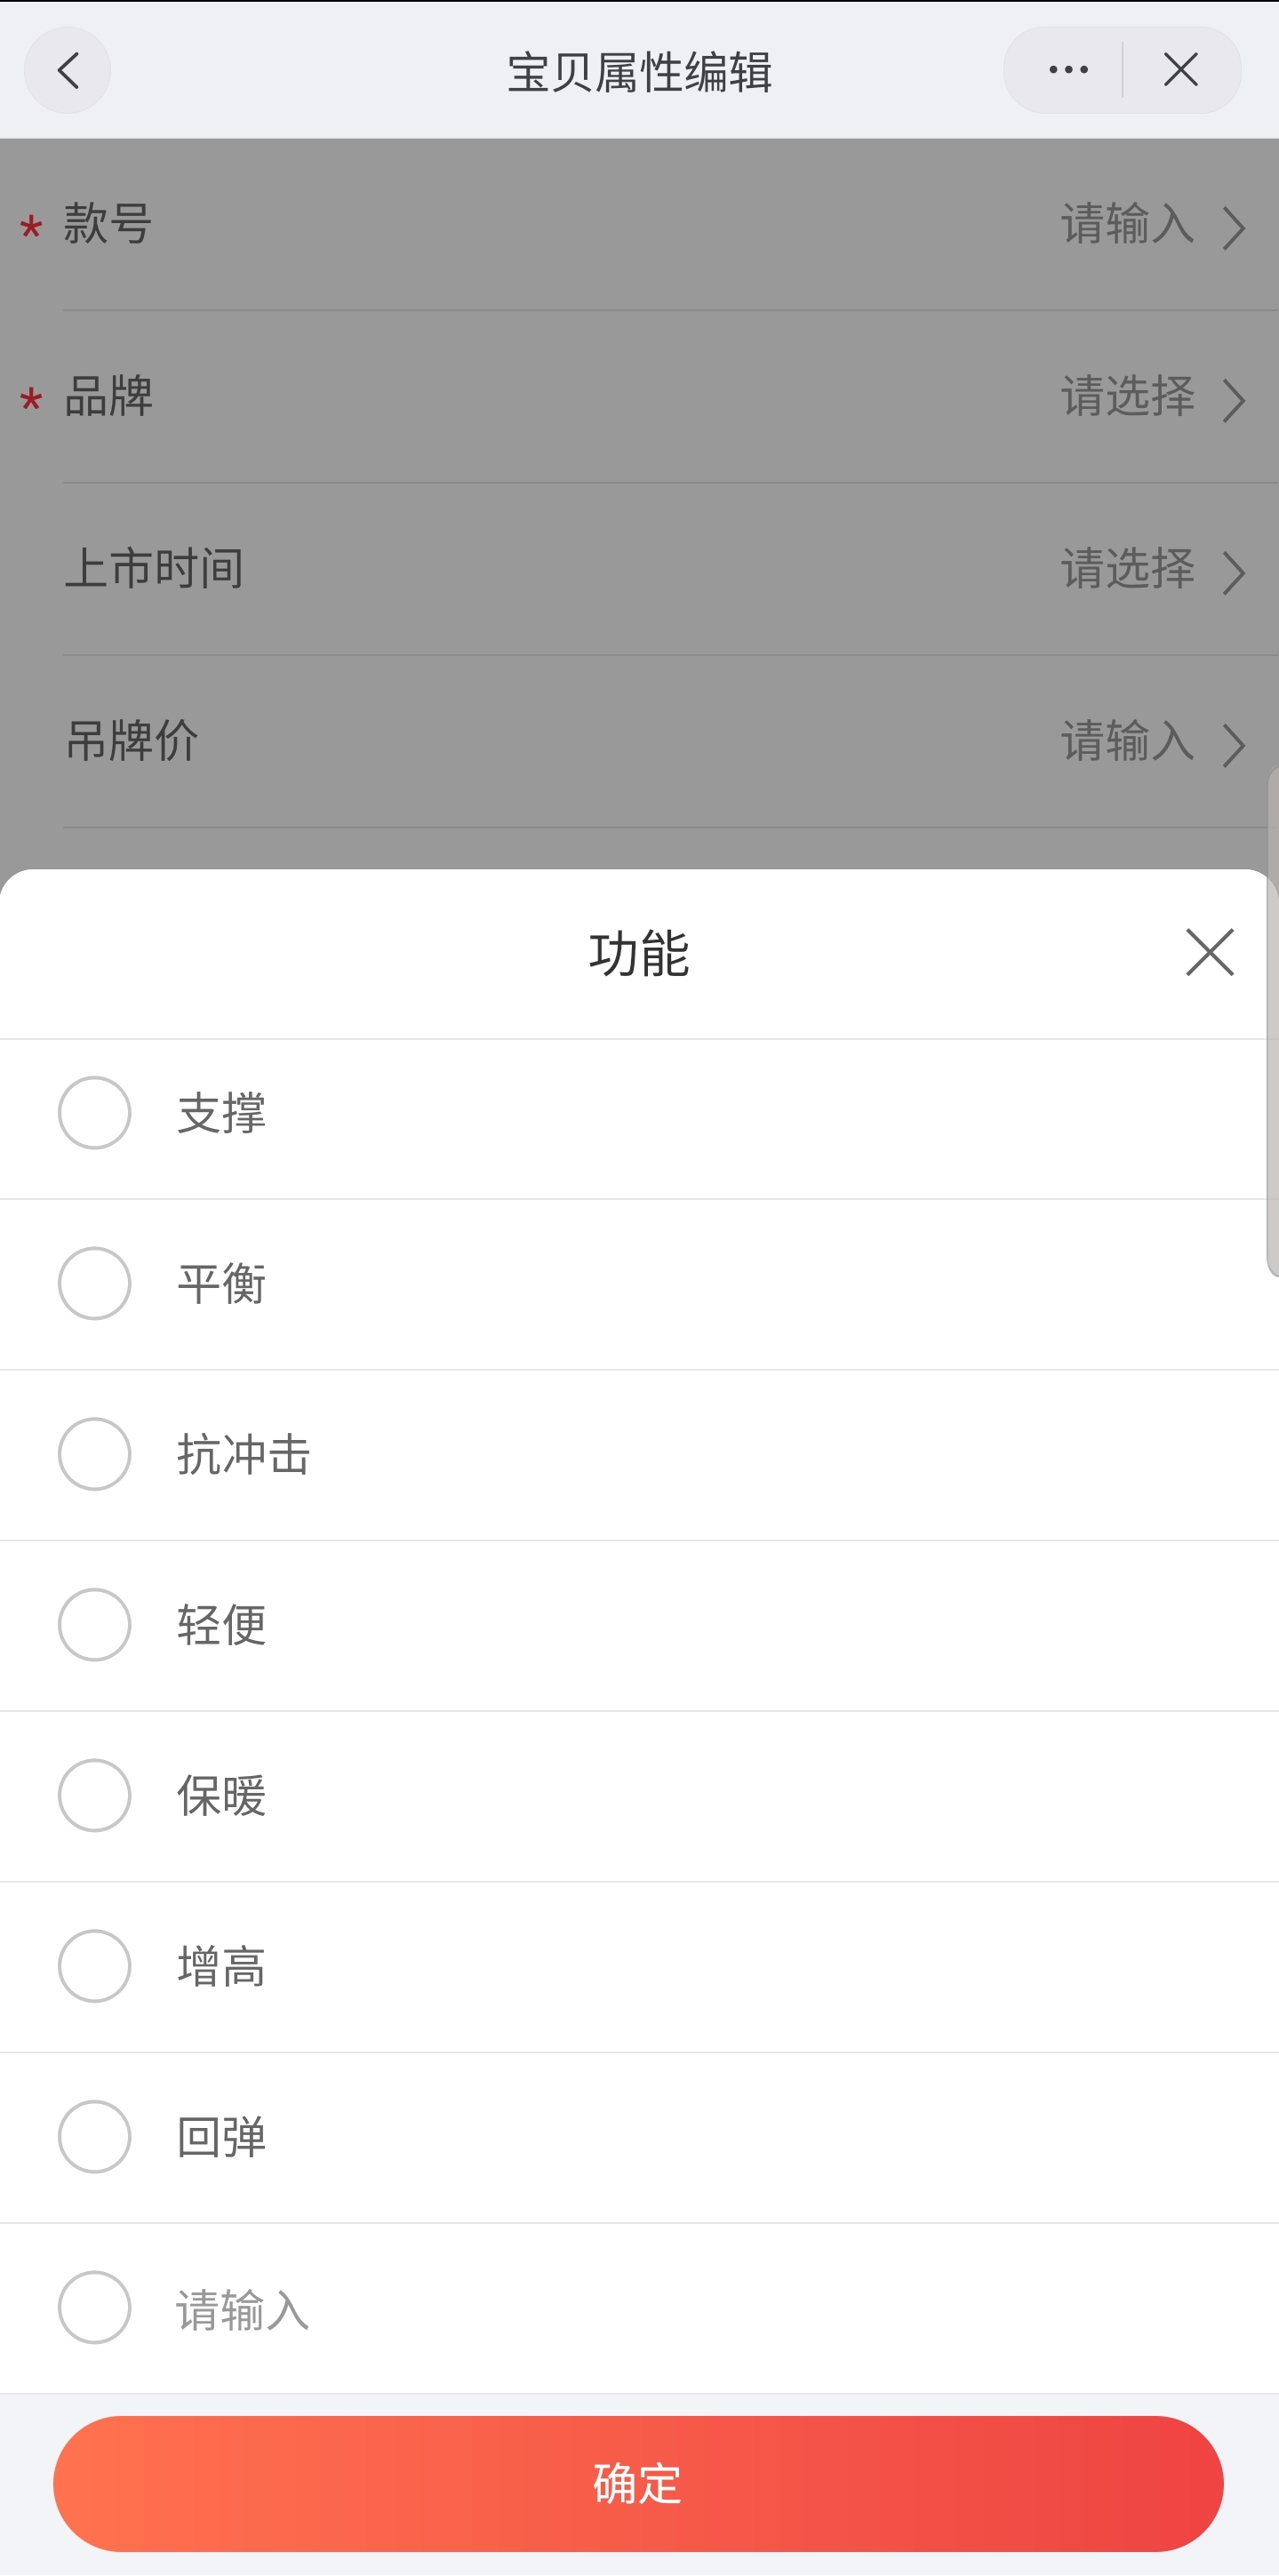 宝贝属性编辑
* 款号 请输入
* 品牌 请选择
上市时间 请选择
吊牌价 请输入
功能
支撑
平衡
抗冲击
轻便
保暖
增高
回弹
请输入
确定